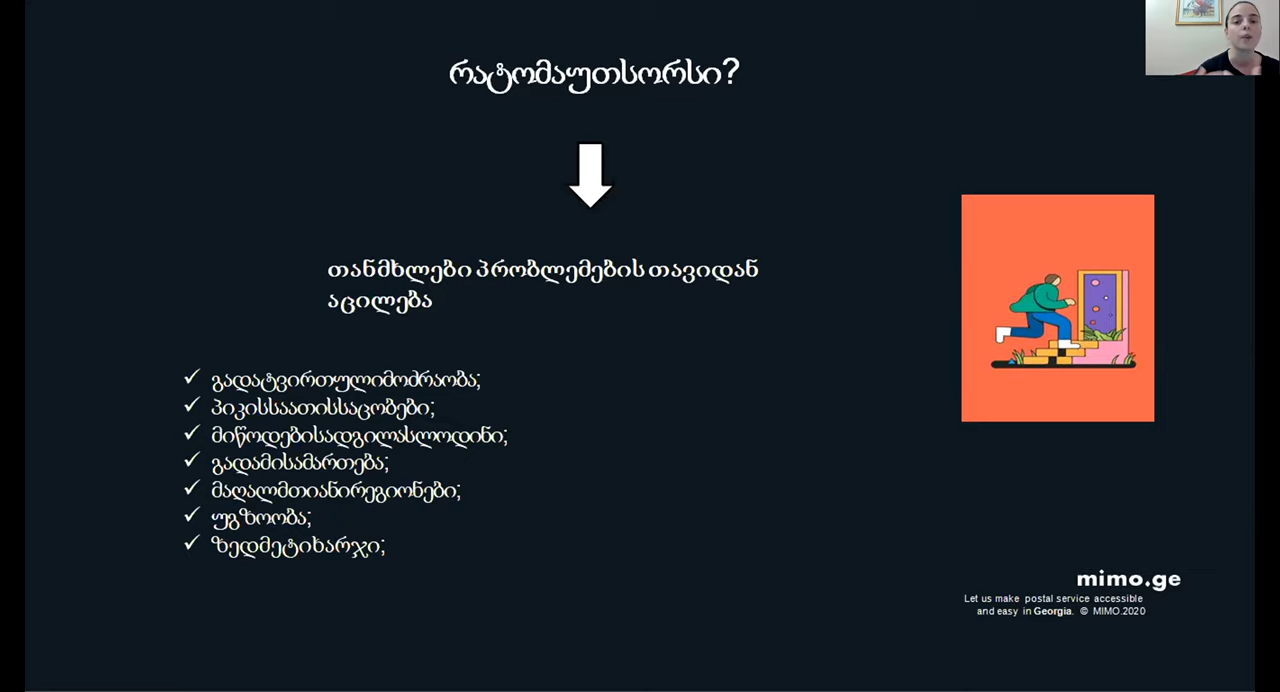 რატომაუთსორსი?
თანმხლები პრობლემების თავიდან
აცილება
✓ გადატვირთულიმოძრაობა;
✓ პიკისსაათისსაცობები;
✓ მიწოდებისადგილასლოდინი;
✓ გადამისამართება;
✓ მაღალმთიანირეგიონები;
✓ უგზოობა;
✓ ზედმეტიხარჯი;
mimo.ge
Let us make postal service accessible
and easy in Georgia. © MIMO.2020